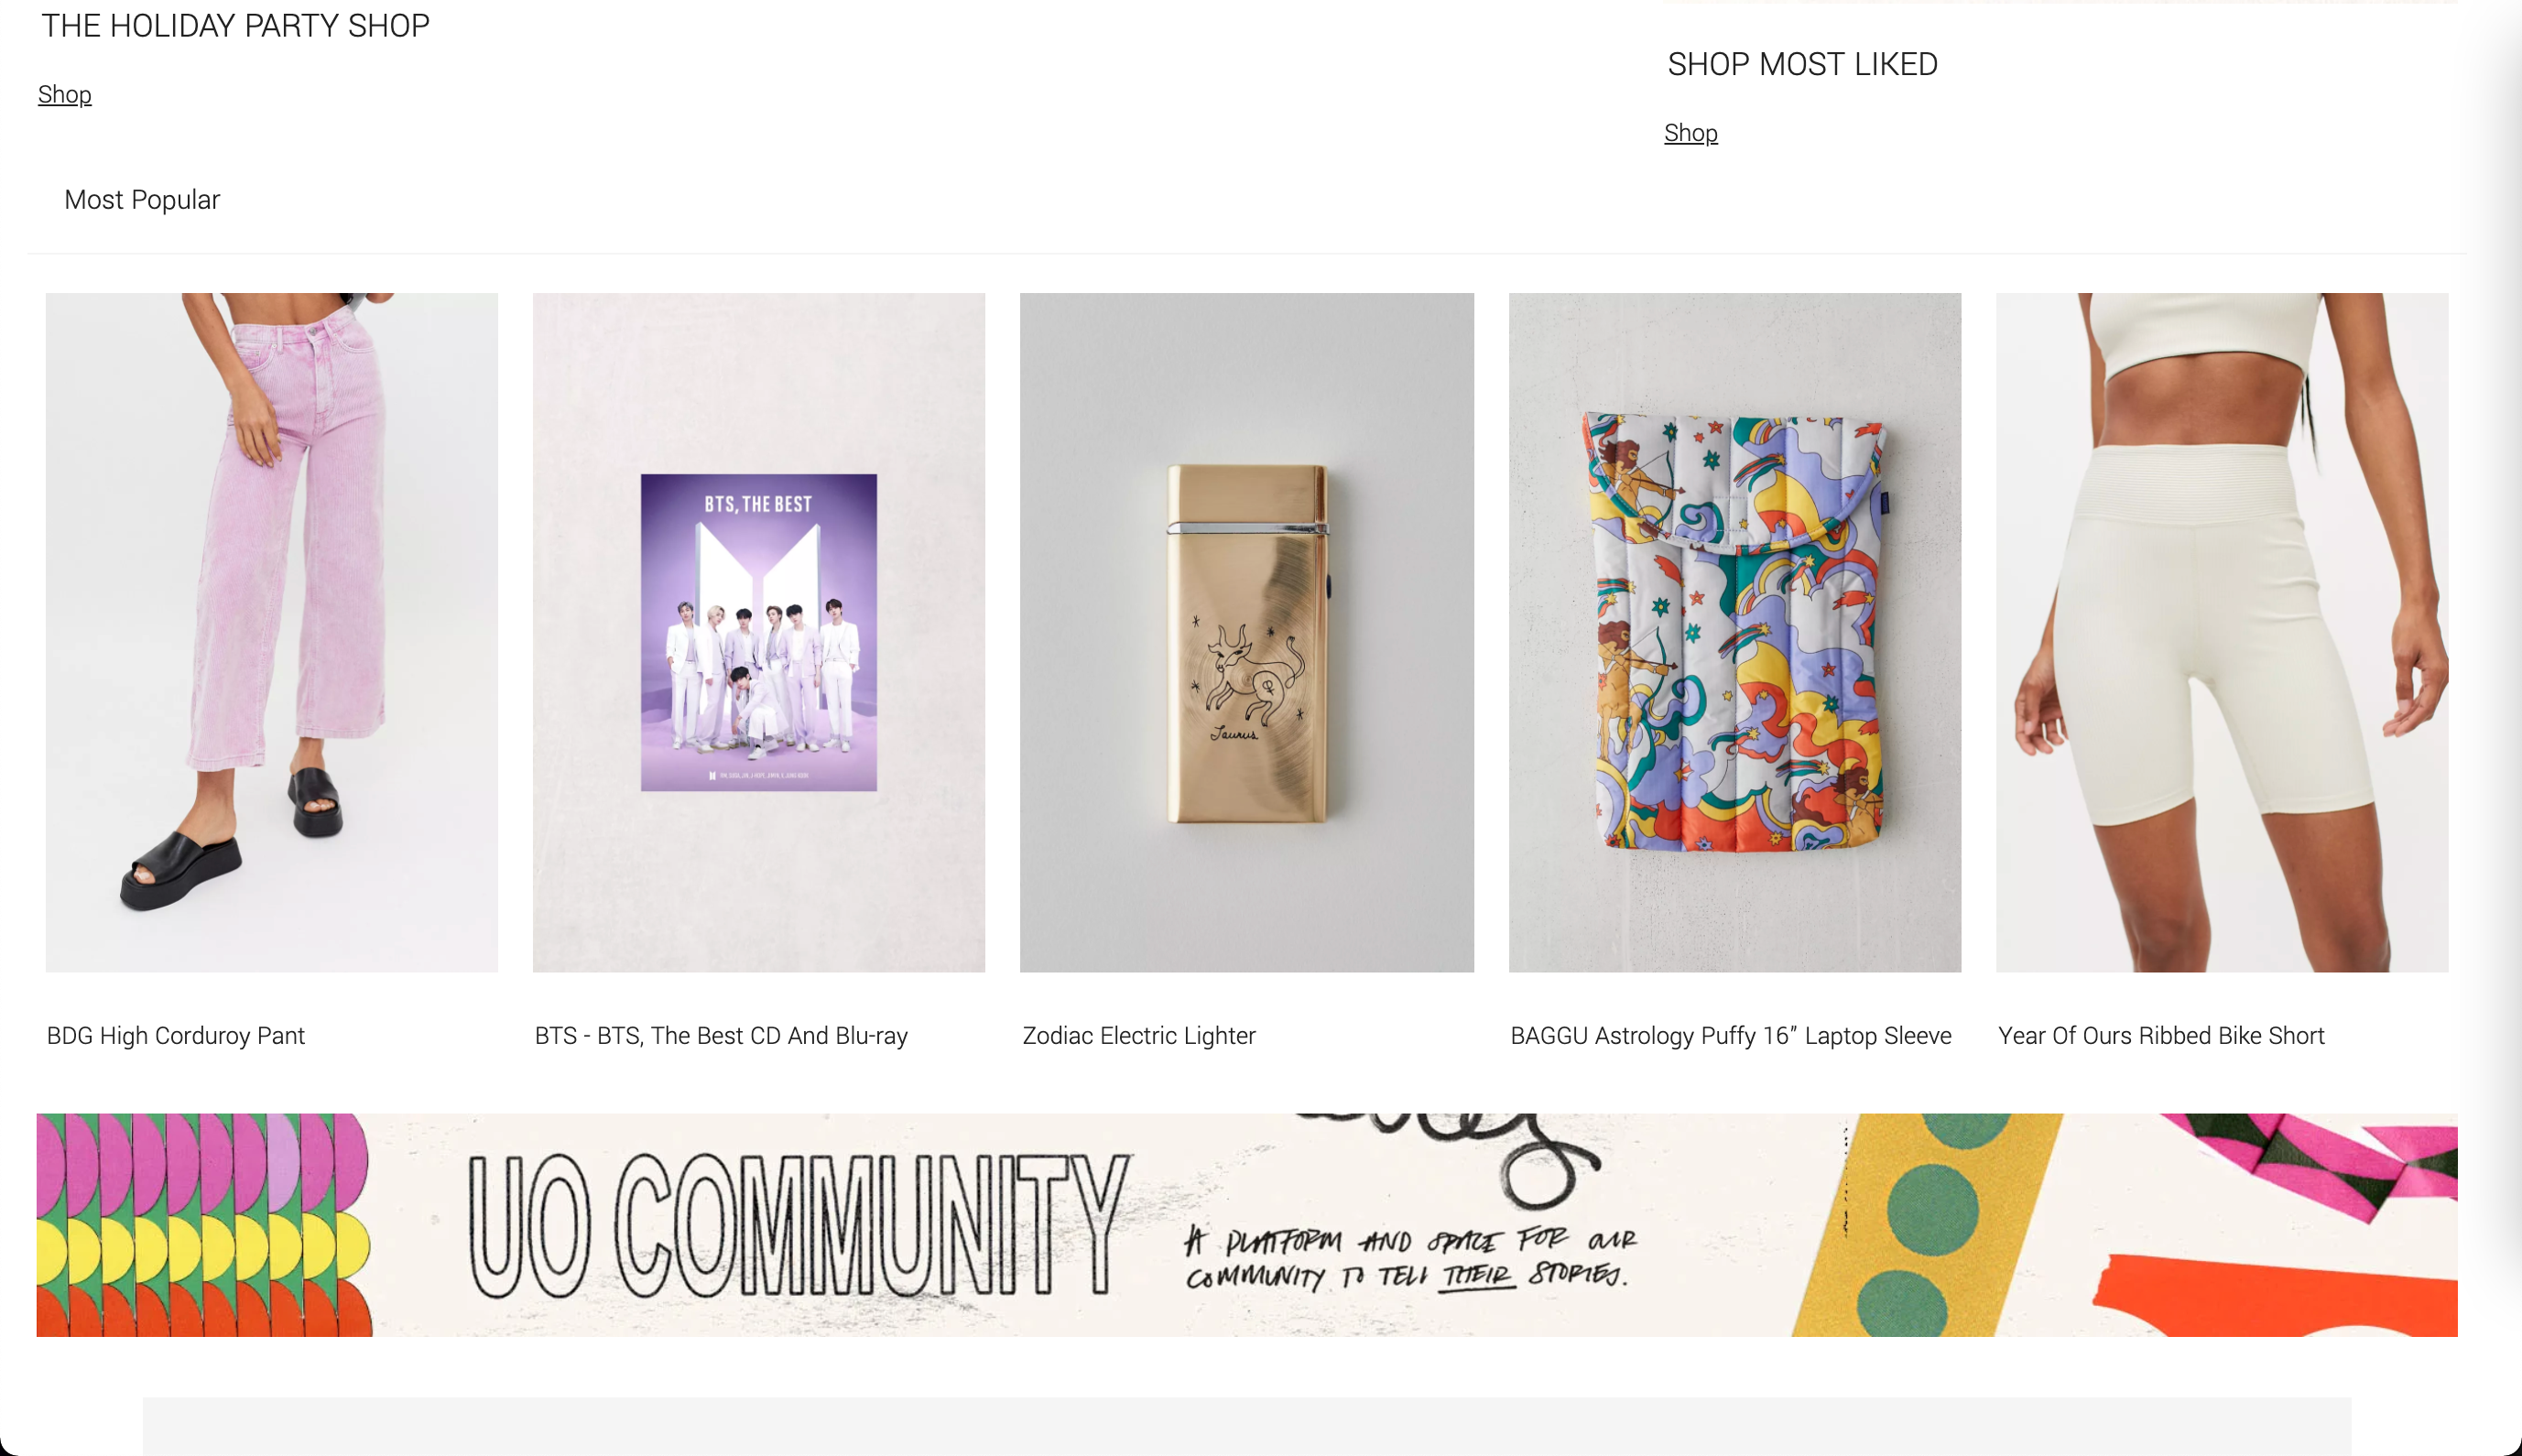 THE HOLIDAY PARTY SHOP
Shop
SHOP MOST LIKED
Shop
Most Popular
BTS, THE BEST
Taurus
BDG High Corduroy Pant
BTS - BTS, The Best CD And Blu-ray
Zodiac Electric Lighter
BAGGU Astrology Puffy 16” Laptop Sleeve
Year Of Ours Ribbed Bike Short
UO COMMUNITY
A PLATFORM AND SPACE FOR OUR
COMMUNITY TO TELL THEIR STORIES.